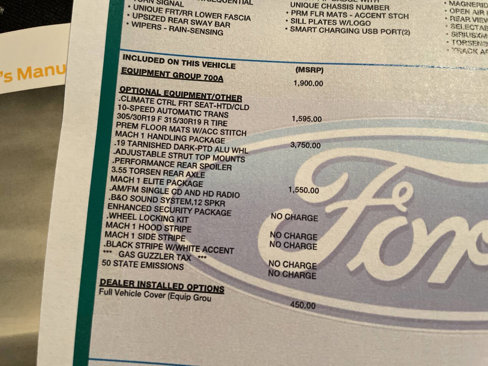 TURN SIGNAL
• UNIQUE FRT/RR LOWER FASCIA
• UPSIZED REAR SWAY BAR
• WIPERS - RAIN-SENSING
UNIQUE CHASSIS NUMBER
• PRM FLR MATS - ACCENT STCH
• SILL PLATES W/LOGO
• SMART CHARGING USB PORT(2)
• OPEN AIR
• REAR VIEW
's Manu
INCLUDED ON THIS VEHICLE (MSRP)
EQUIPMENT GROUP 700A 1,900.00
OPTIONAL EQUIPMENT/OTHER
.CLIMATE CTRL FRT SEAT-HTD/CLD
10-SPEED AUTOMATIC TRANS 1,595.00
305/30R19 F 315/30R19 R TIRE
PREM FLOOR MATS W/ACC STITCH
MACH 1 HANDLING PACKAGE 3,750.00
.19 TARNISHED DARK-PTD ALU WHL
.ADJUSTABLE STRUT TOP MOUNTS
.PERFORMANCE REAR SPOILER
3.55 TORSEN REAR AXLE
MACH 1 ELITE PACKAGE 1,550.00
.AM/FM SINGLE CD AND HD RADIO
.B&O SOUND SYSTEM,12 SPKR
ENHANCED SECURITY PACKAGE NO CHARGE
.WHEEL LOCKING KIT
MACH 1 HOOD STRIPE NO CHARGE
MACH 1 SIDE STRIPE NO CHARGE
.BLACK STRIPE W/WHITE ACCENT
*** GAS GUZZLER TAX *** NO CHARGE
50 STATE EMISSIONS NO CHARGE
DEALER INSTALLED OPTIONS
Full Vehicle Cover (Equip Grou 450.00
For